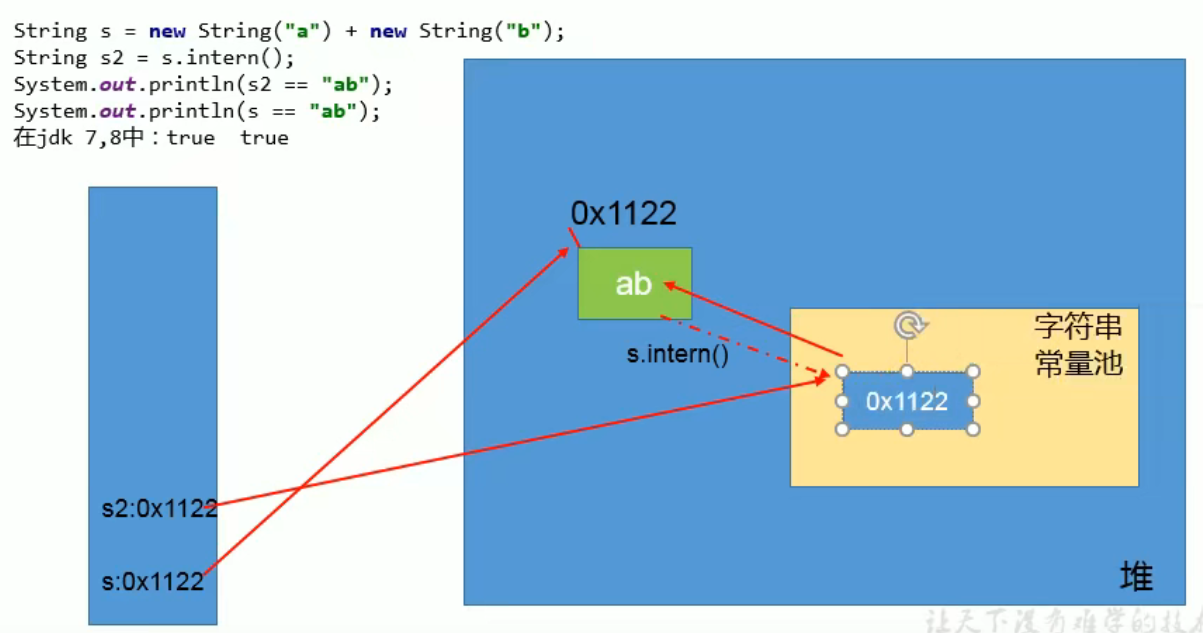 String s = new String("a") + new String("b");
String s2 = s.intern();
System.out.println(s2 == "ab");
System.out.println(s == "ab");
在jdk 7,8中：true  true
0x1122
ab
s.intern()
字符串
常量池
0x1122
s2:0x1122
s:0x1122
堆
让天下没有难学的技术